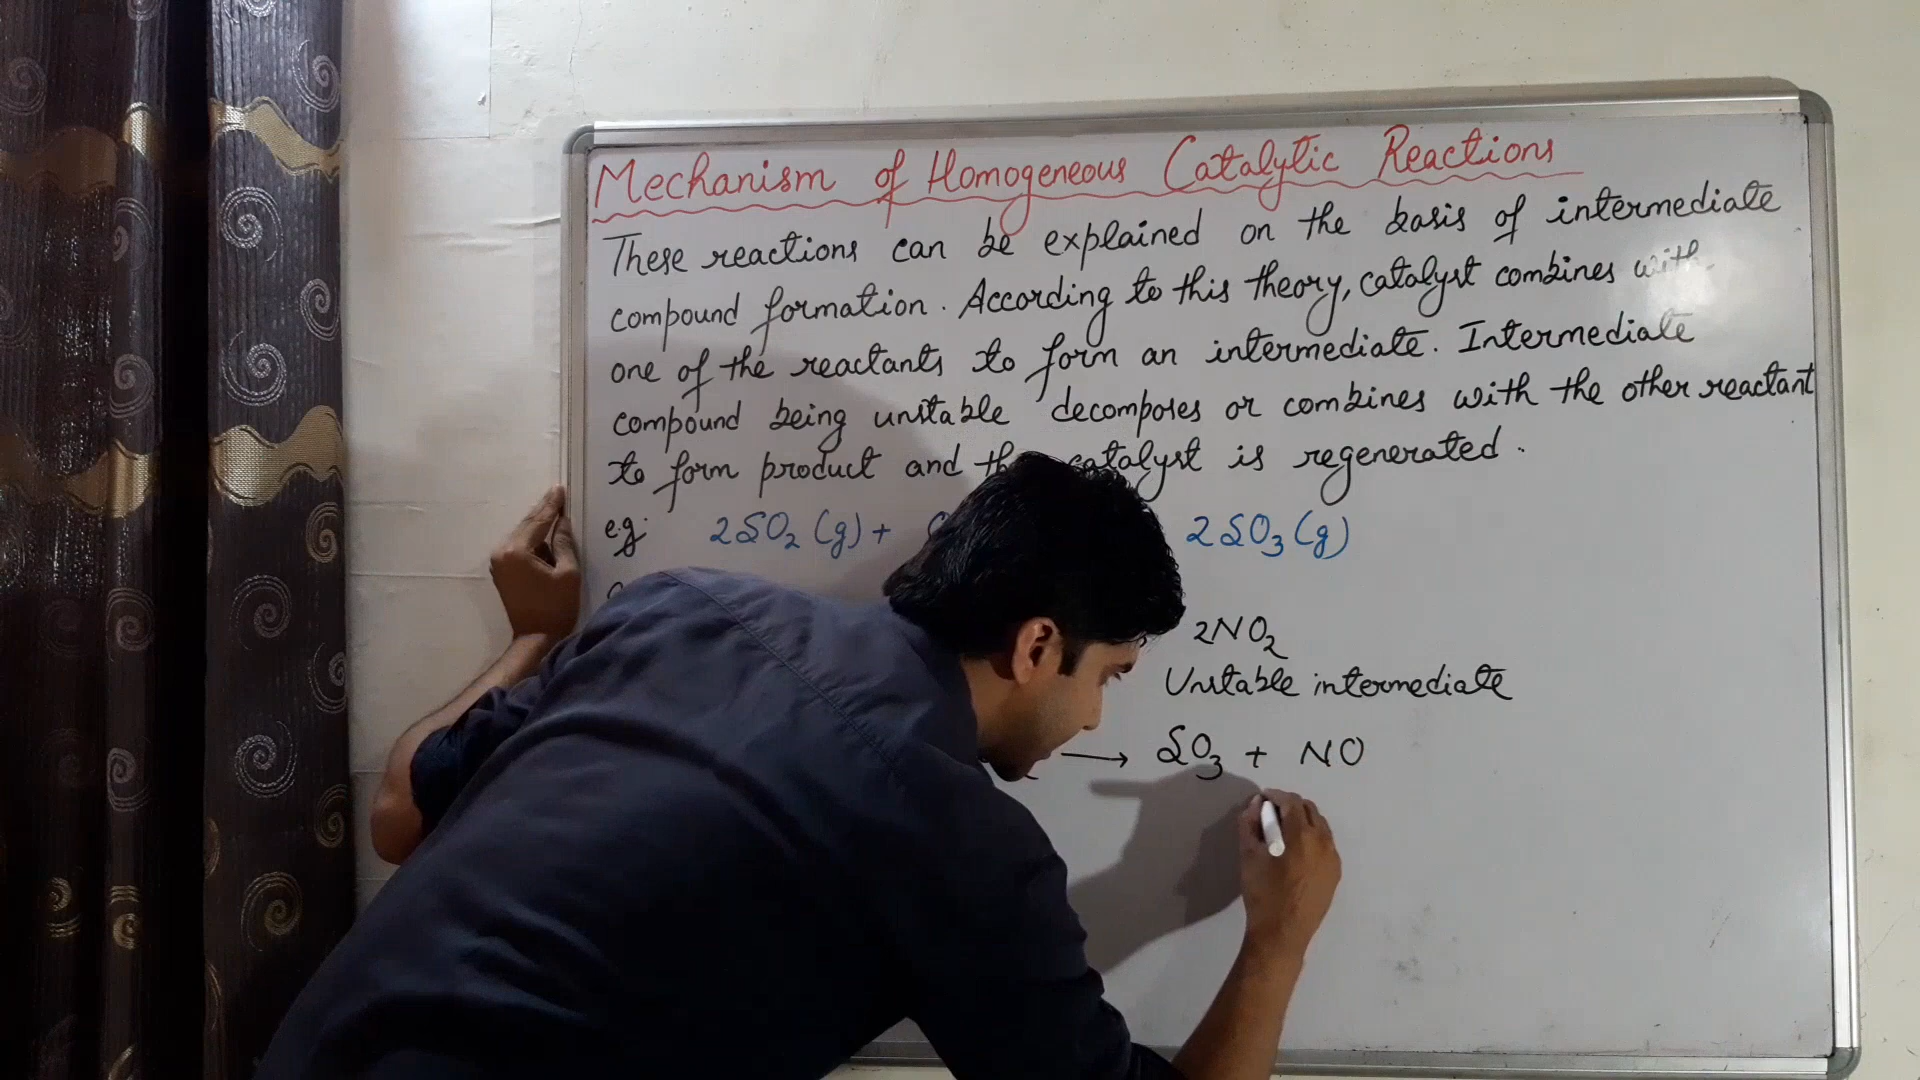 Mechanism of Homogeneous Catalytic Reactions
These reactions can be explained on the basis of intermediate
compound formation. According to this theory, catalyst combines with
one of the reactants to form an intermediate. Intermediate
compound being unstable decomposes or combines with the other reactant
to form product and catalyst is regenerated.
e.g. 2SO₂ (g) + 2SO₃ (g)
2NO₂
Unstable intermediate
⟶ SO₃ + NO